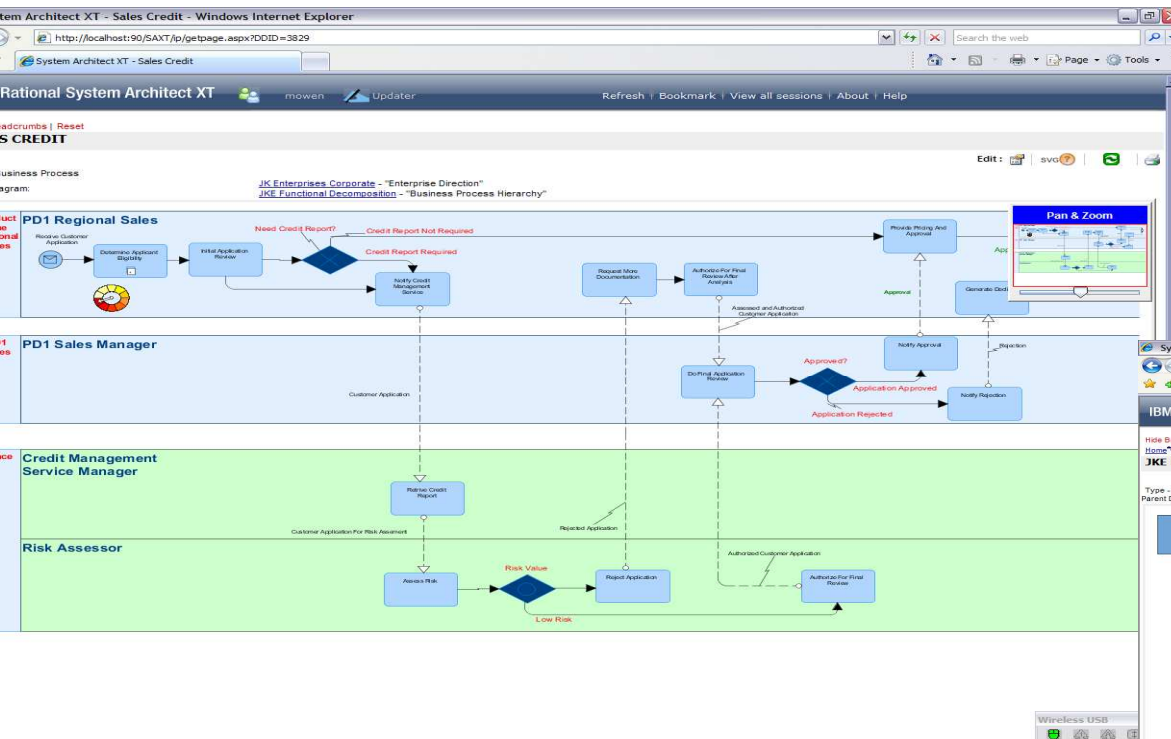 tem Architect XT - Sales Credit - Windows Internet Explorer
http://localhost:90/SAXT/ip/getpage.aspx?DDID=3829
Search the web
System Architect XT - Sales Credit
Page
Tools
Rational System Architect XT
mowen
Updater
Refresh
Bookmark
View all sessions
About
Help
eadcrumbs | Reset
S CREDIT
Edit :
svg
usiness Process
agram:
JK Enterprises Corporate - "Enterprise Direction"
JKE Functional Decomposition - "Business Process Hierarchy"
PD1 Regional Sales
Receive Customer
Application
Determine Applicant
Eligibility
Initial Application
Review
Need Credit Report?
Credit Report Not Required
Credit Report Required
Notify Credit
Management
Service
Request More
Documentation
Authorize For Final
Review After
Analysis
Assessed and Authorized
Customer Application
Provide Pricing And
Approval
Approval
Generate Decli
Pan & Zoom
PD1 Sales Manager
Customer Application
Do Final Application
Review
Approved?
Application Approved
Application Rejected
Notify Approval
Rejection
Notify Rejection
Credit Management
Service Manager
Retrive Credit
Report
Customer Application For Risk Assement
Rejected Application
Risk Assessor
Assess Risk
Risk Value
Low Risk
Reject Application
Authorized Customer Application
Authorize For Final
Review
Sy
IBM
Hide B
Home
JKE
Type -
Parent D
Wireless USB